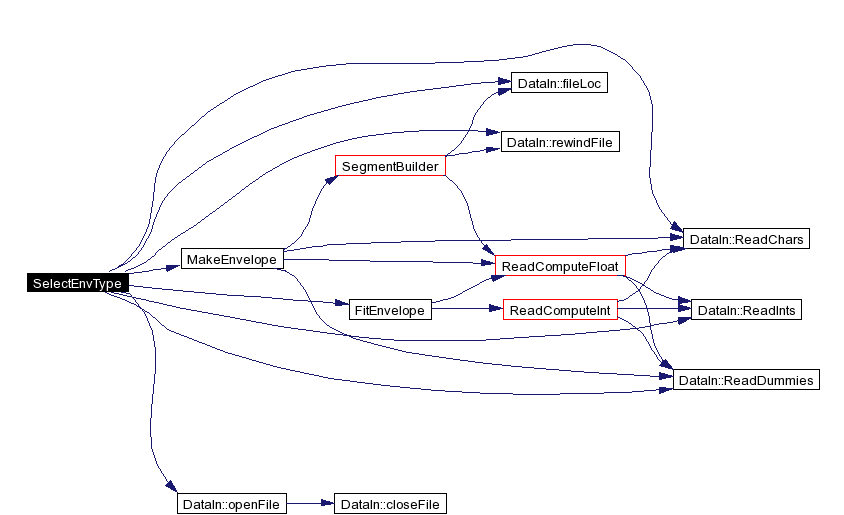 DataIn::fileLoc
DataIn::rewindFile
SegmentBuilder
DataIn::ReadChars
MakeEnvelope
ReadComputeFloat
SelectEnvType
FitEnvelope
ReadComputeInt
DataIn::ReadInts
DataIn::ReadDummies
DataIn::openFile
DataIn::closeFile